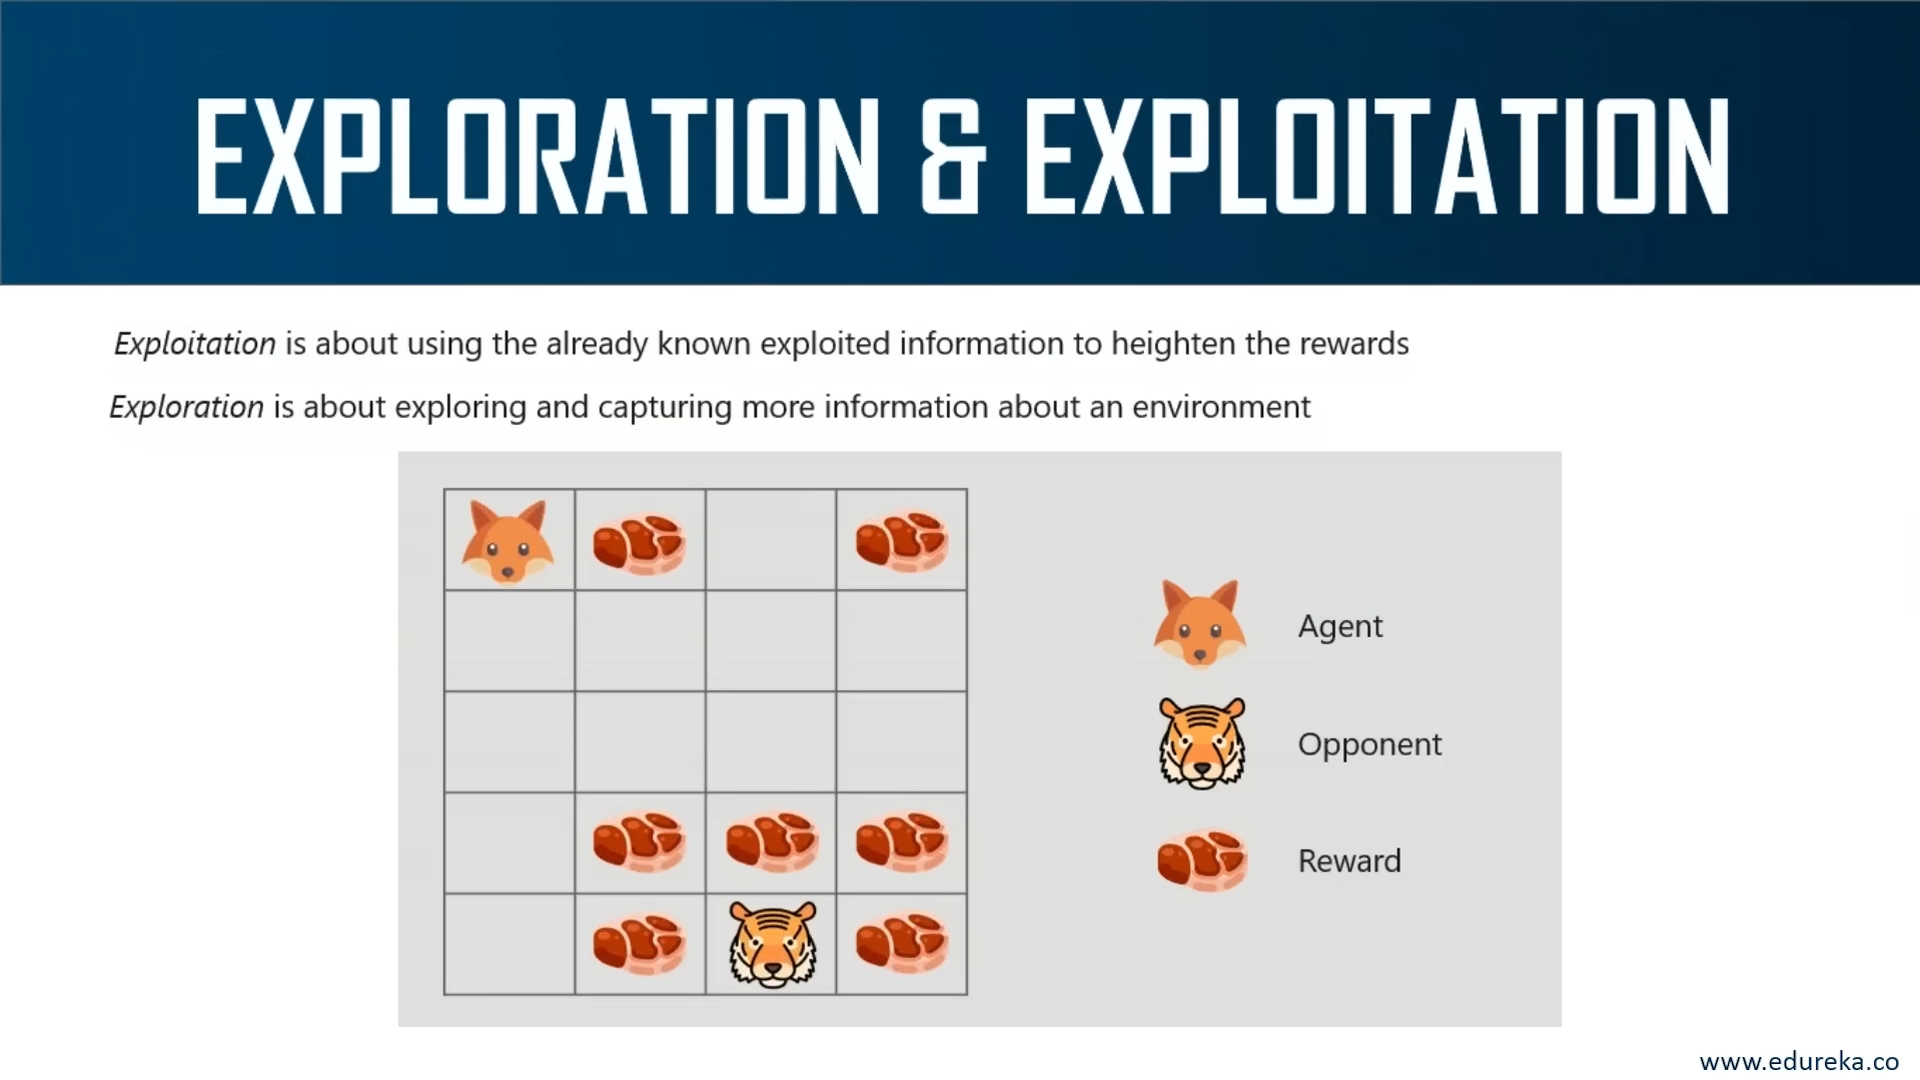 EXPLORATION & EXPLOITATION
Exploitation is about using the already known exploited information to heighten the rewards
Exploration is about exploring and capturing more information about an environment
Agent
Opponent
Reward
www.edureka.co